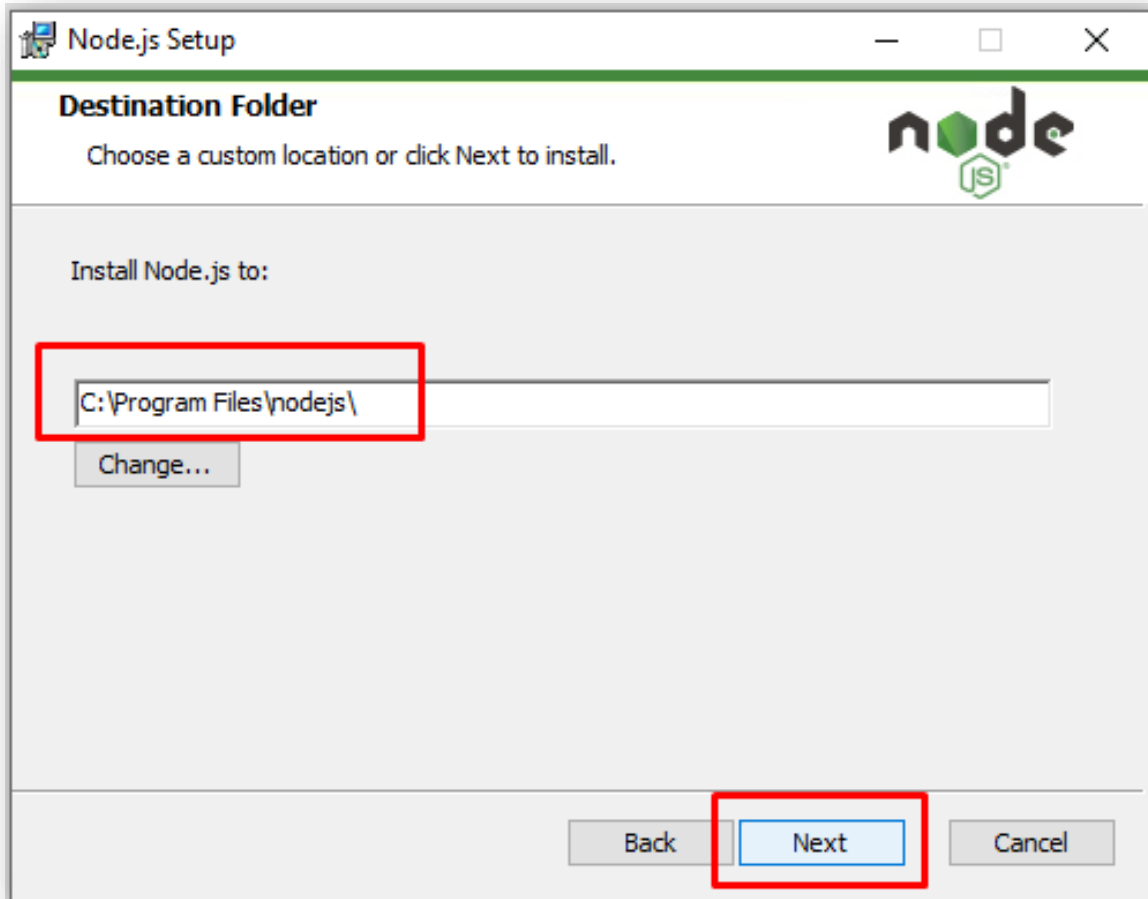 Node.js Setup
Destination Folder
Choose a custom location or click Next to install.
node
JS
Install Node.js to:
C:\Program Files\nodejs\
Change...
Back
Next
Cancel